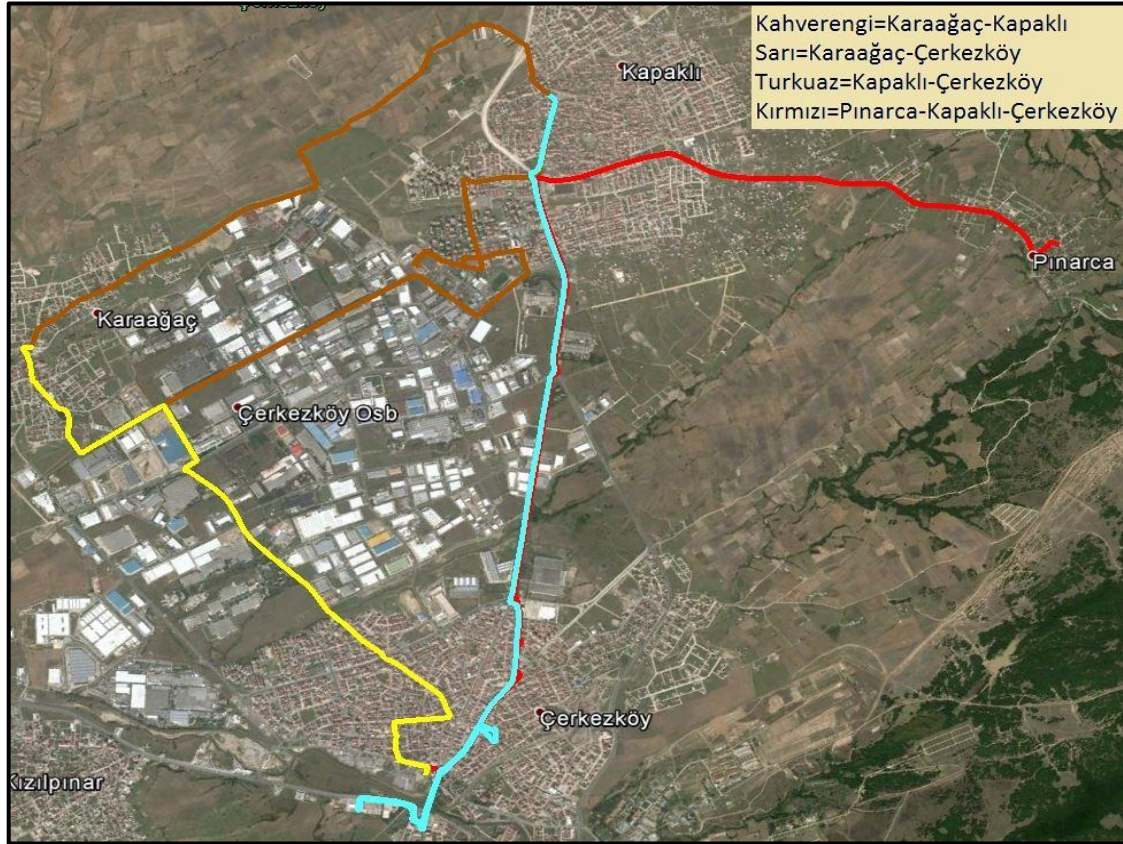 Çerkezköy
Kahverengi=Karaağaç-Kapaklı
Sarı=Karaağaç-Çerkezköy
Turkuaz=Kapaklı-Çerkezköy
Kırmızı=Pınarca-Kapaklı-Çerkezköy
Kapaklı
Pınarca
Karaağaç
Çerkezköy Osb
Çerkezköy
Kızılpınar